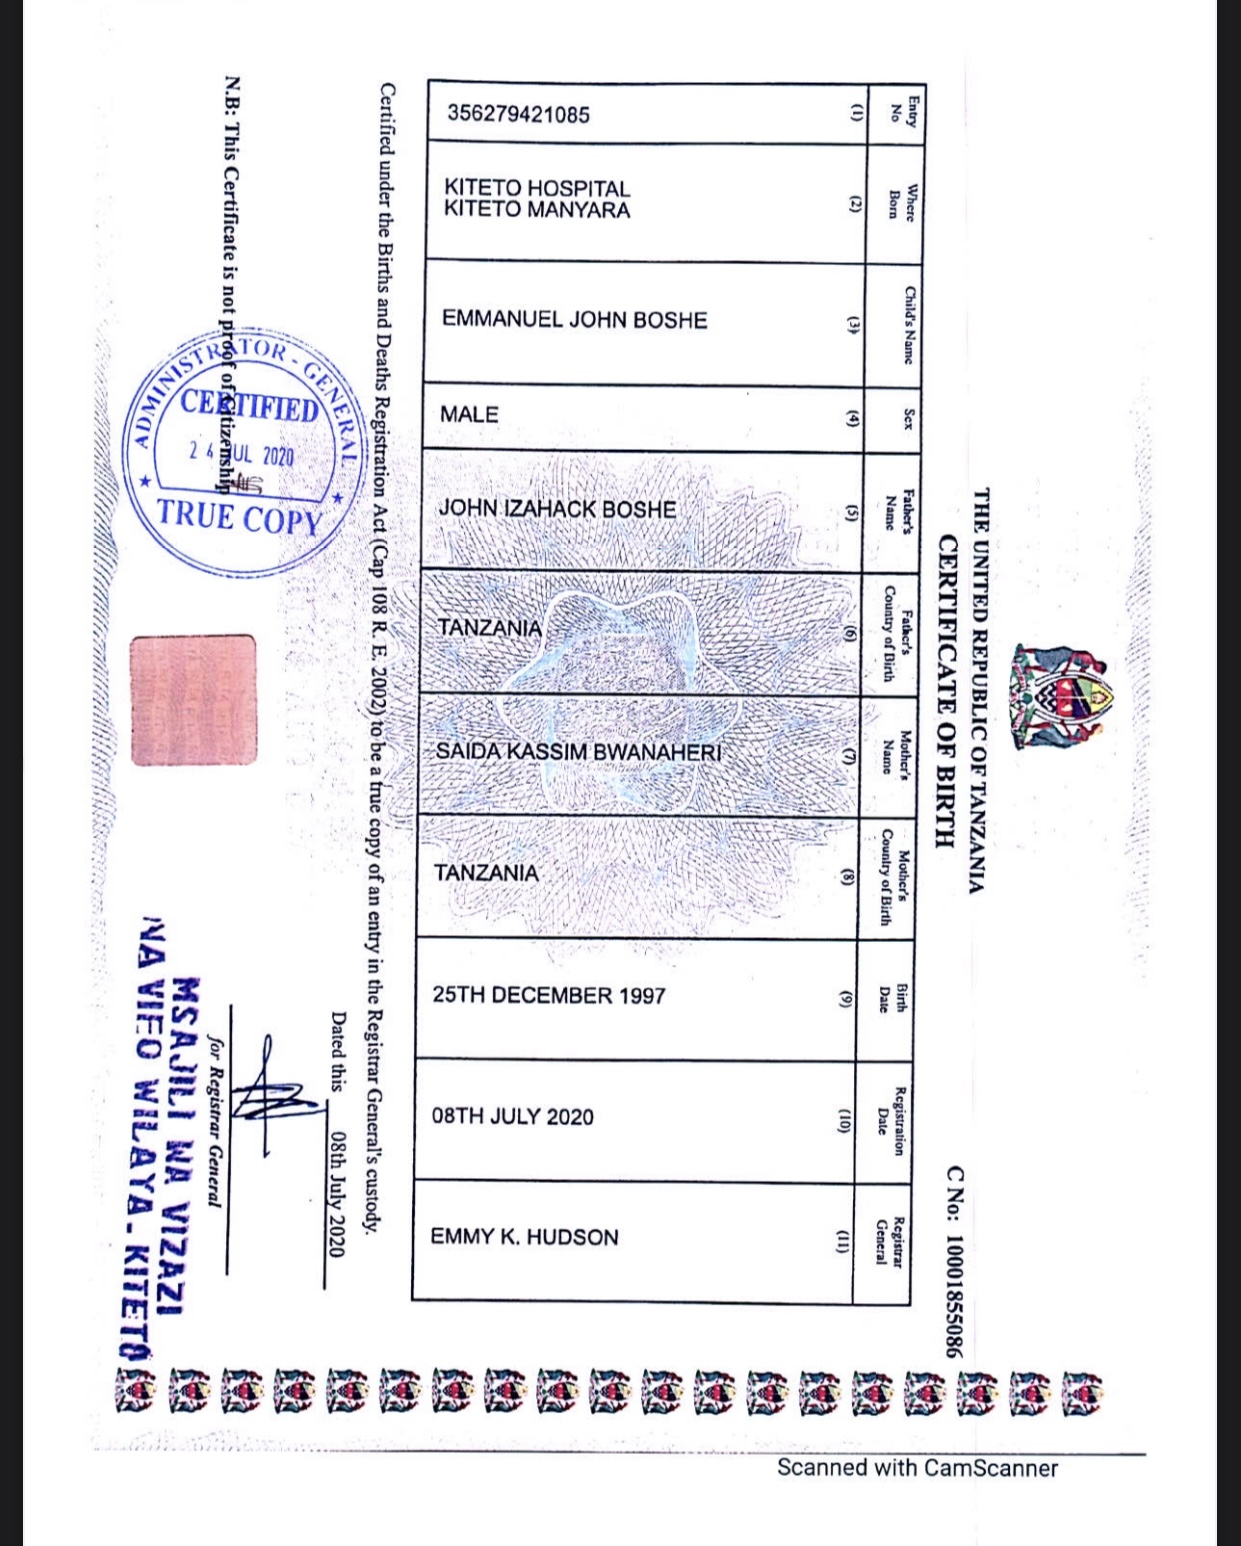 THE UNITED REPUBLIC OF TANZANIA
CERTIFICATE OF BIRTH
C No: 10001855086
Entry No
Where Born
Child's Name
Sex
Father's Name
Father's Country of Birth
Mother's Name
Mother's Country of Birth
Birth Date
Registration Date
Registrar General
(1)
(2)
(3)
(4)
(5)
(6)
(7)
(8)
(9)
(10)
(11)
356279421085
KITETO HOSPITAL
KITETO MANYARA
EMMANUEL JOHN BOSHE
MALE
JOHN IZAHACK BOSHE
TANZANIA
SAIDA KASSIM BWANAHERI
TANZANIA
25TH DECEMBER 1997
08TH JULY 2020
EMMY K. HUDSON
Certified under the Births and Deaths Registration Act (Cap 108 R. E. 2002) to be a true copy of an entry in the Registrar General's custody.
Dated this 08th July 2020
for Registrar General
MSAJILI WA VIZAZI
NA VIFO WILAYA - KITETO
N.B: This Certificate is not proof of Citizenship
ADMINISTRATOR - GENERAL
CERTIFIED
24 JUL 2020
TRUE COPY
Scanned with CamScanner